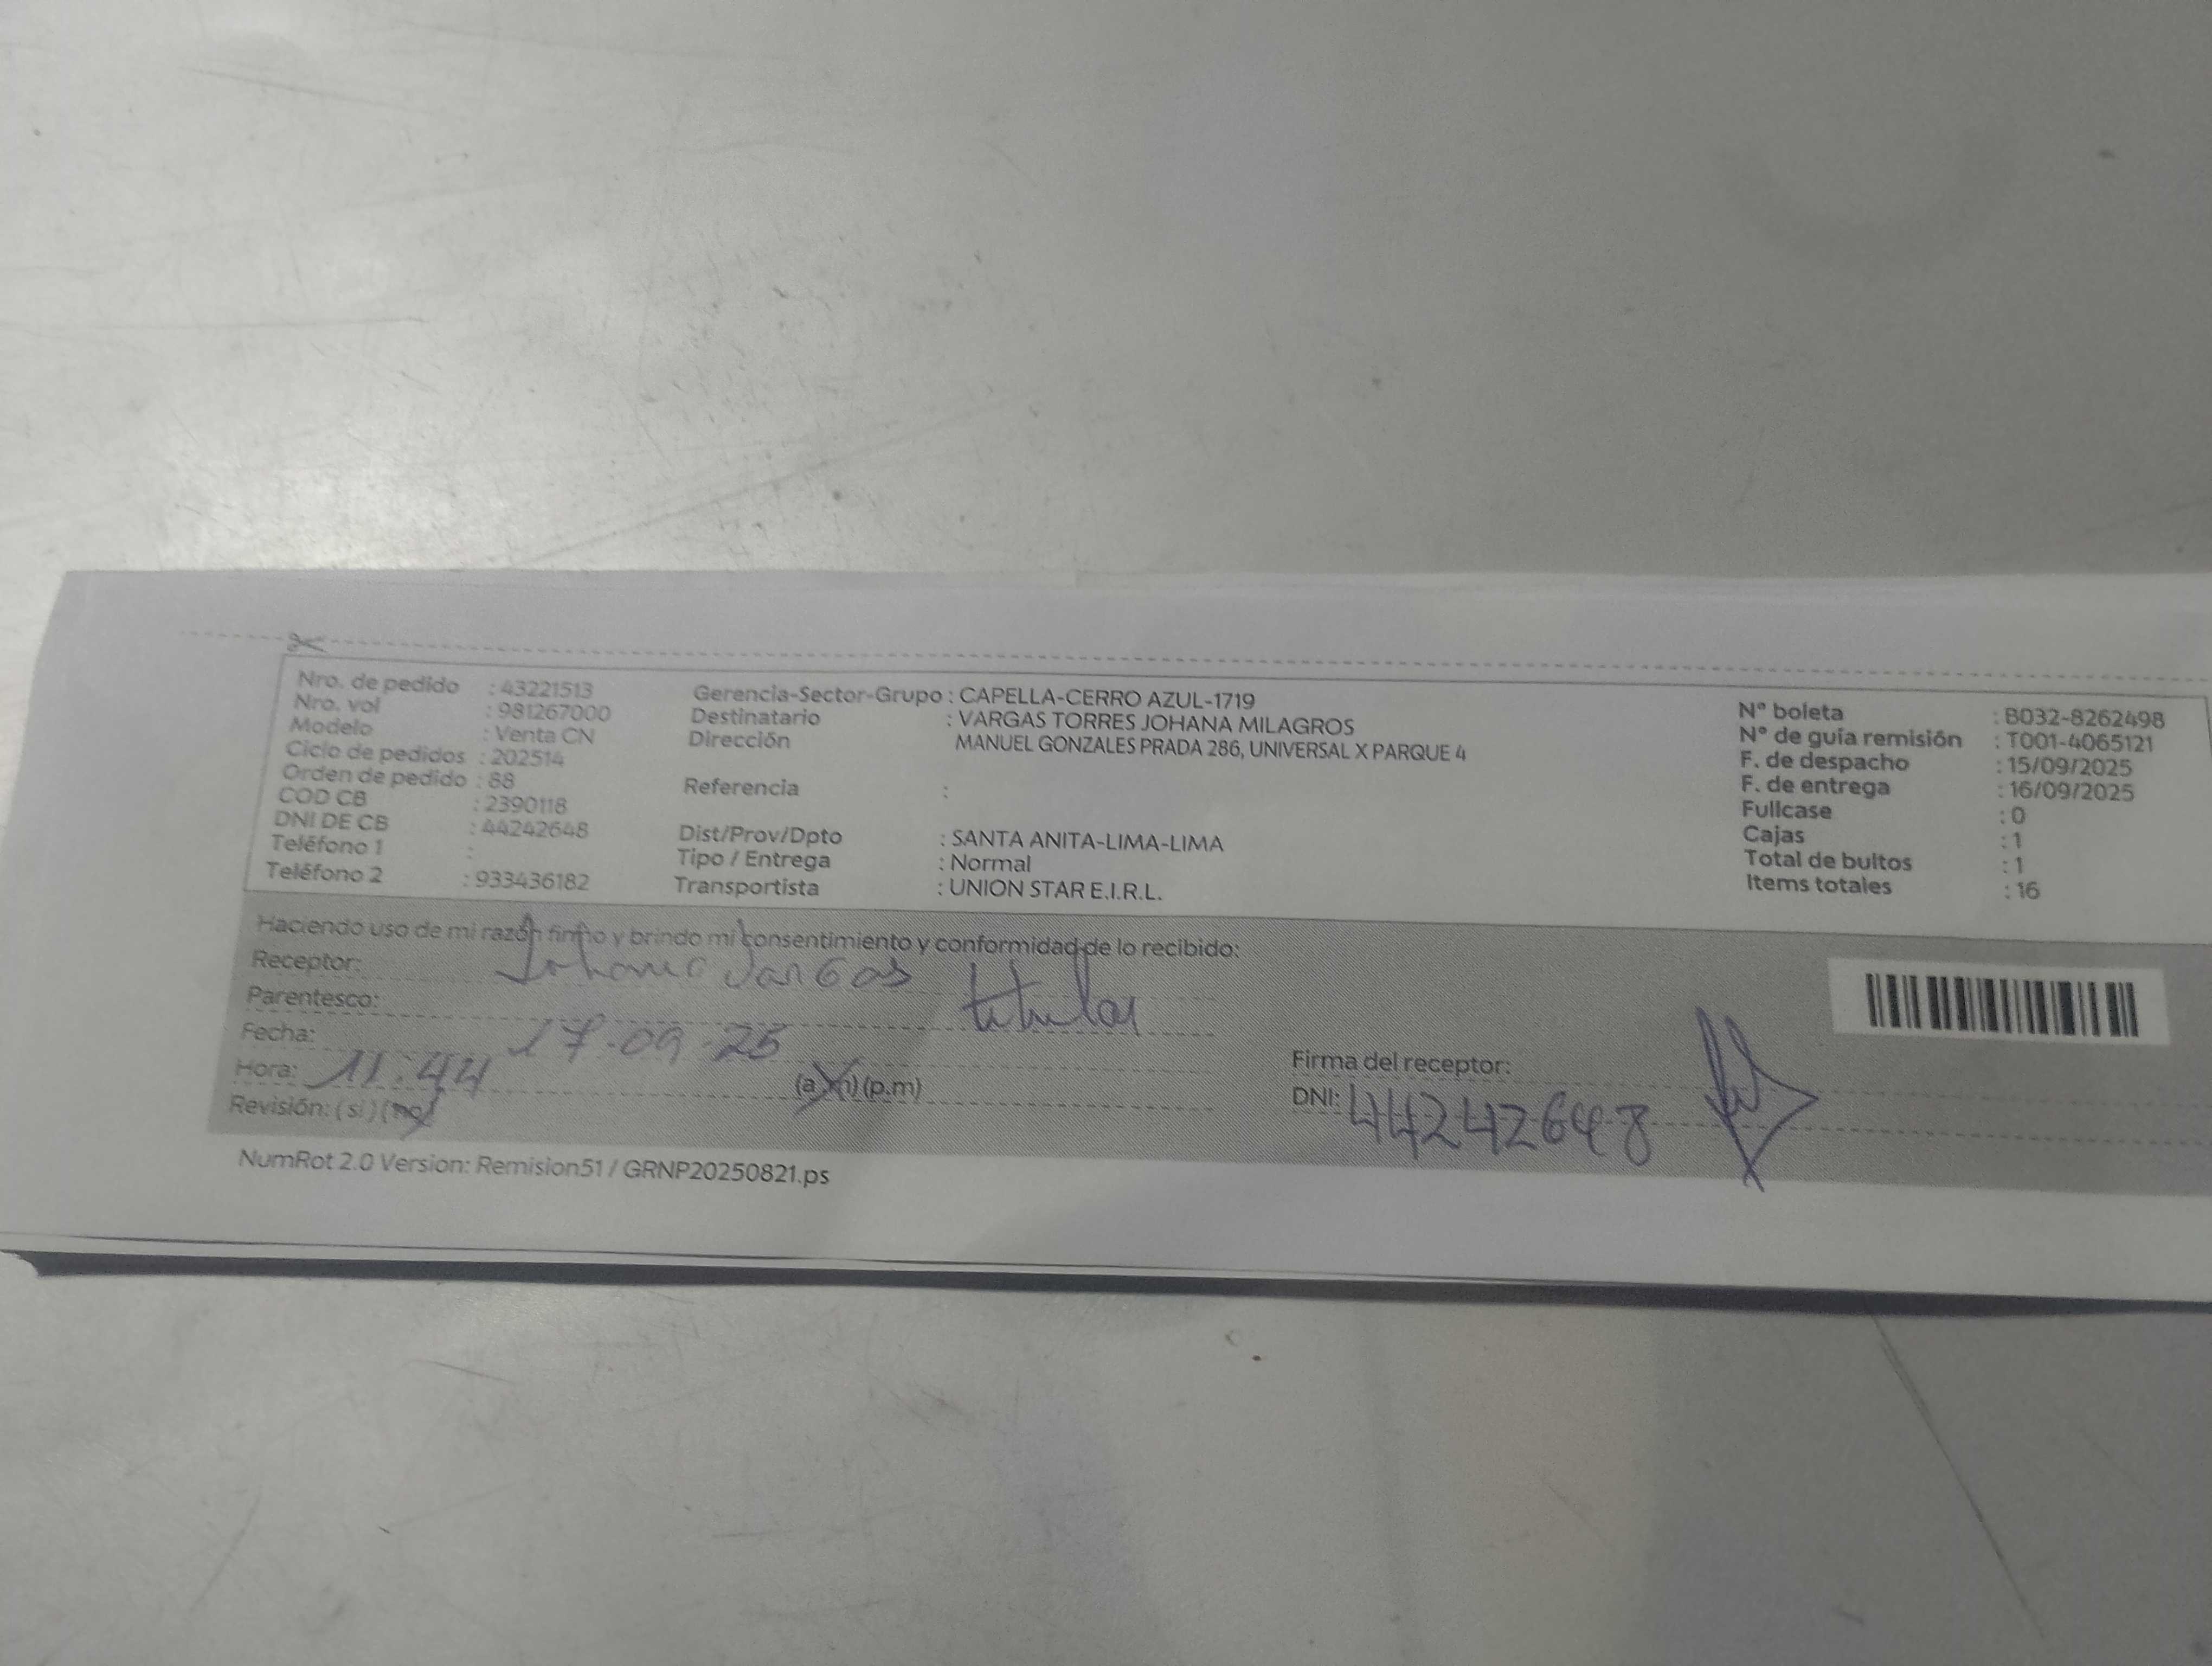 Nro. de pedido : 43221513
Nro. vol : 981267000
Modelo : Venta CN
Ciclo de pedidos : 202514
Orden de pedido : 88
COD CB : 2390118
DNI DE CB : 44242648
Teléfono 1 :
Teléfono 2 : 933436182
Gerencia-Sector-Grupo : CAPELLA-CERRO AZUL-1719
Destinatario : VARGAS TORRES JOHANA MILAGROS
Dirección MANUEL GONZALES PRADA 286, UNIVERSAL X PARQUE 4
Referencia :
Dist/Prov/Dpto : SANTA ANITA-LIMA-LIMA
Tipo / Entrega : Normal
Transportista : UNION STAR E.I.R.L.
N° boleta : B032-8262498
N° de guía remisión : T001-4065121
F. de despacho : 15/09/2025
F. de entrega : 16/09/2025
Fullcase : 0
Cajas : 1
Total de bultos : 1
Items totales : 16
Haciendo uso de mi razón firmo y brindo mi consentimiento y conformidad de lo recibido:
Receptor: Johana Vargas
Parentesco: titular
Fecha: 17-09-25
Hora: 11:44 (a.m) (p.m)
Revisión: (si) (no)
Firma del receptor:
DNI: 44242648
NumRot 2.0 Version: Remision51 / GRNP20250821.ps